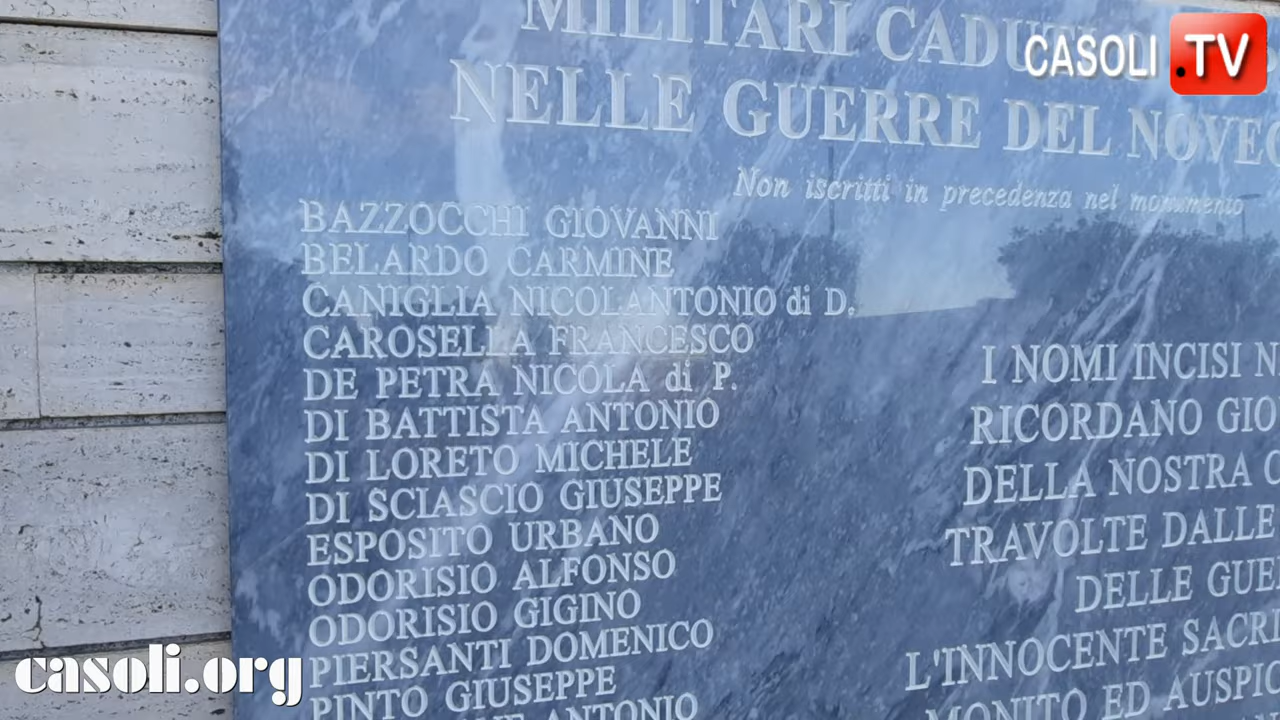 MILITARI CADU
NELLE GUERRE DEL NOVEC
Non iscritti in precedenza nel monumento
BAZZOCCHI GIOVANNI
BELARDO CARMINE
CANIGLIA NICOLANTONIO di D.
CAROSELLA FRANCESCO
DE PETRA NICOLA di P.
DI BATTISTA ANTONIO
DI LORETO MICHELE
DI SCIASCIO GIUSEPPE
ESPOSITO URBANO
ODORISIO ALFONSO
ODORISIO GIGINO
PIERSANTI DOMENICO
PINTO GIUSEPPE
ANTONIO
I NOMI INCISI N
RICORDANO GIO
DELLA NOSTRA C
TRAVOLTE DALLE
DELLE GUE
L'INNOCENTE SACRI
MONITO ED AUSPIC
CASOLI .TV
casoli.org